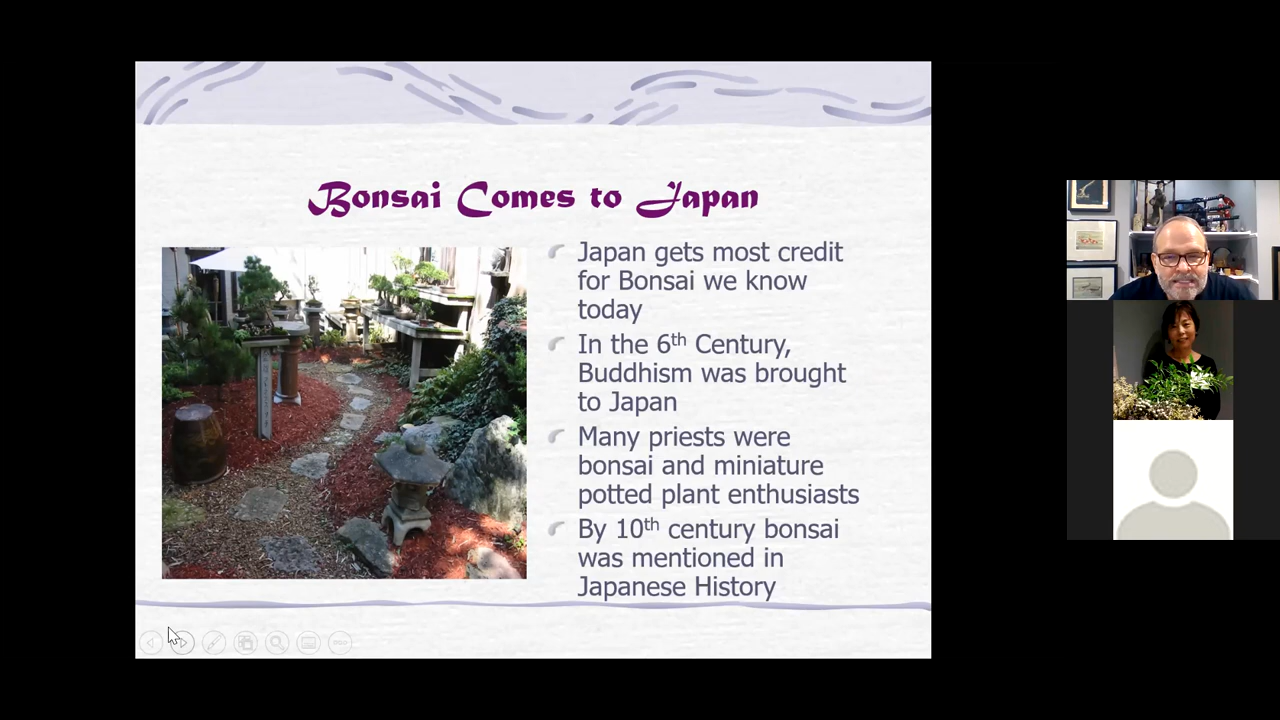 Bonsai Comes to Japan
Japan gets most credit
for Bonsai we know
today
In the 6th Century,
Buddhism was brought
to Japan
Many priests were
bonsai and miniature
potted plant enthusiasts
By 10th century bonsai
was mentioned in
Japanese History